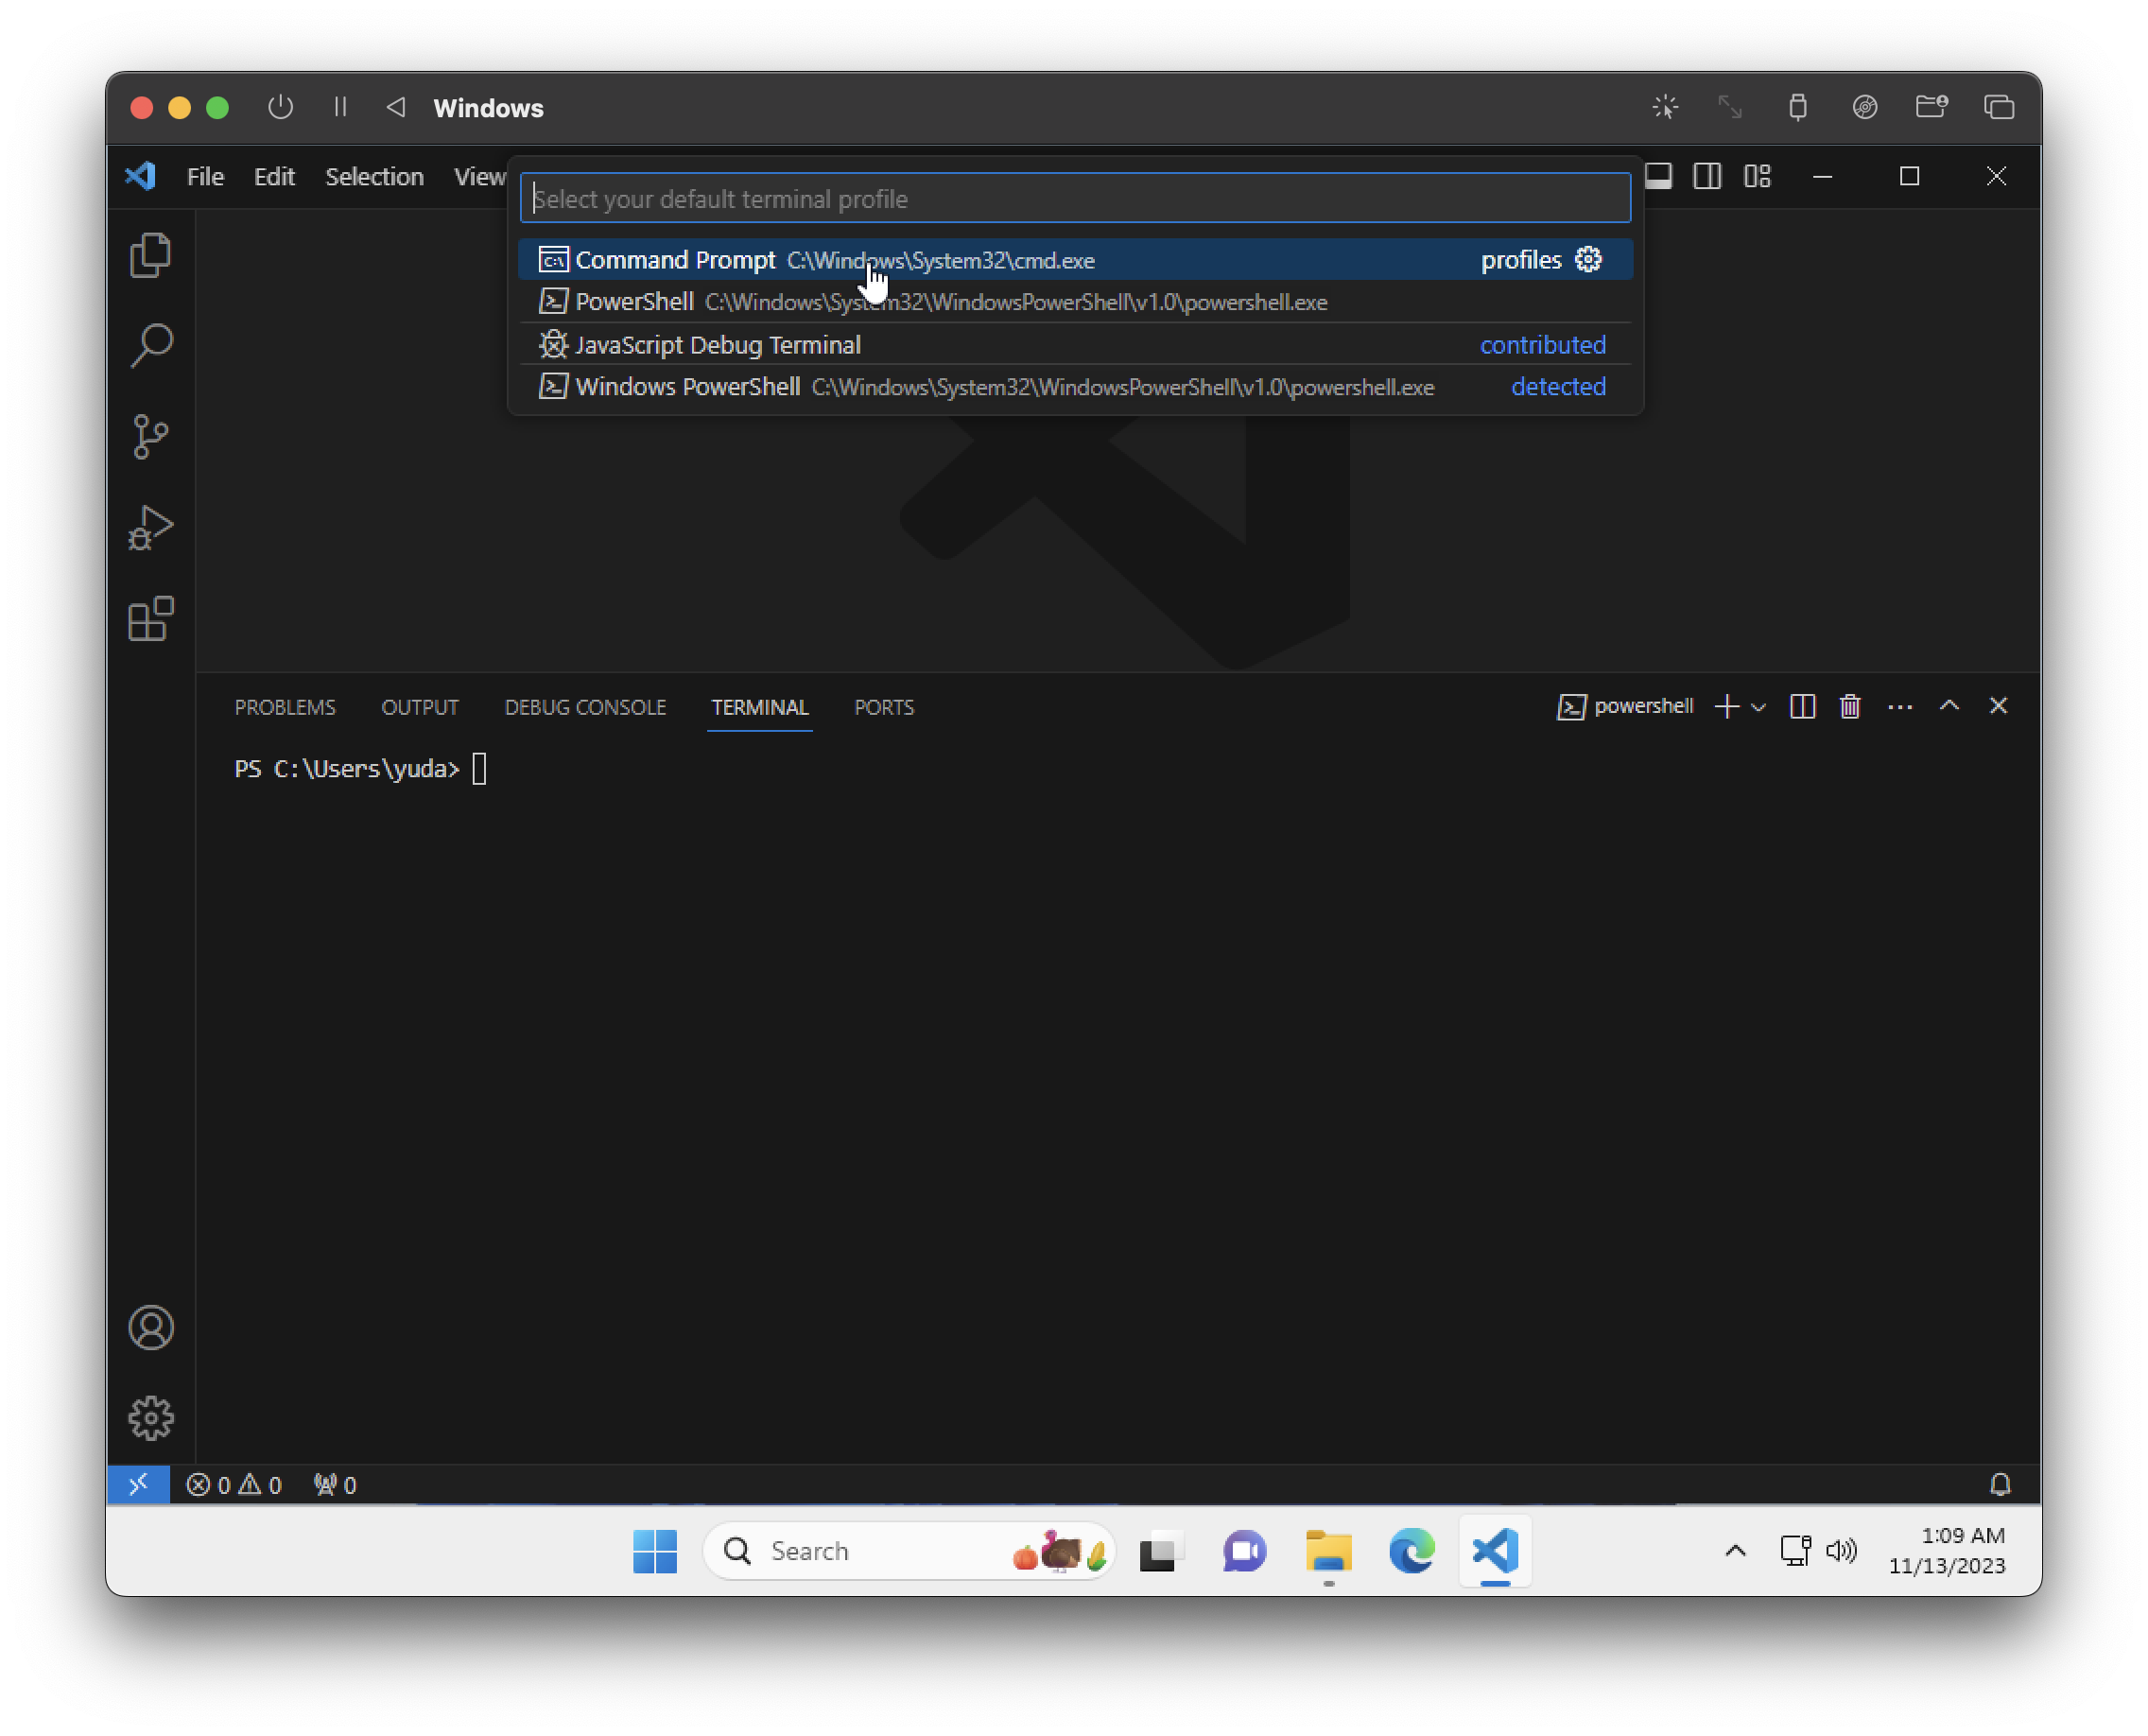 Windows
File Edit Selection View
Select your default terminal profile
Command Prompt C:\Windows\System32\cmd.exe profiles
PowerShell C:\Windows\System32\WindowsPowerShell\v1.0\powershell.exe
JavaScript Debug Terminal contributed
Windows PowerShell C:\Windows\System32\WindowsPowerShell\v1.0\powershell.exe detected
PROBLEMS OUTPUT DEBUG CONSOLE TERMINAL PORTS powershell
PS C:\Users\yuda>
0 0 0
Search
1:09 AM
11/13/2023